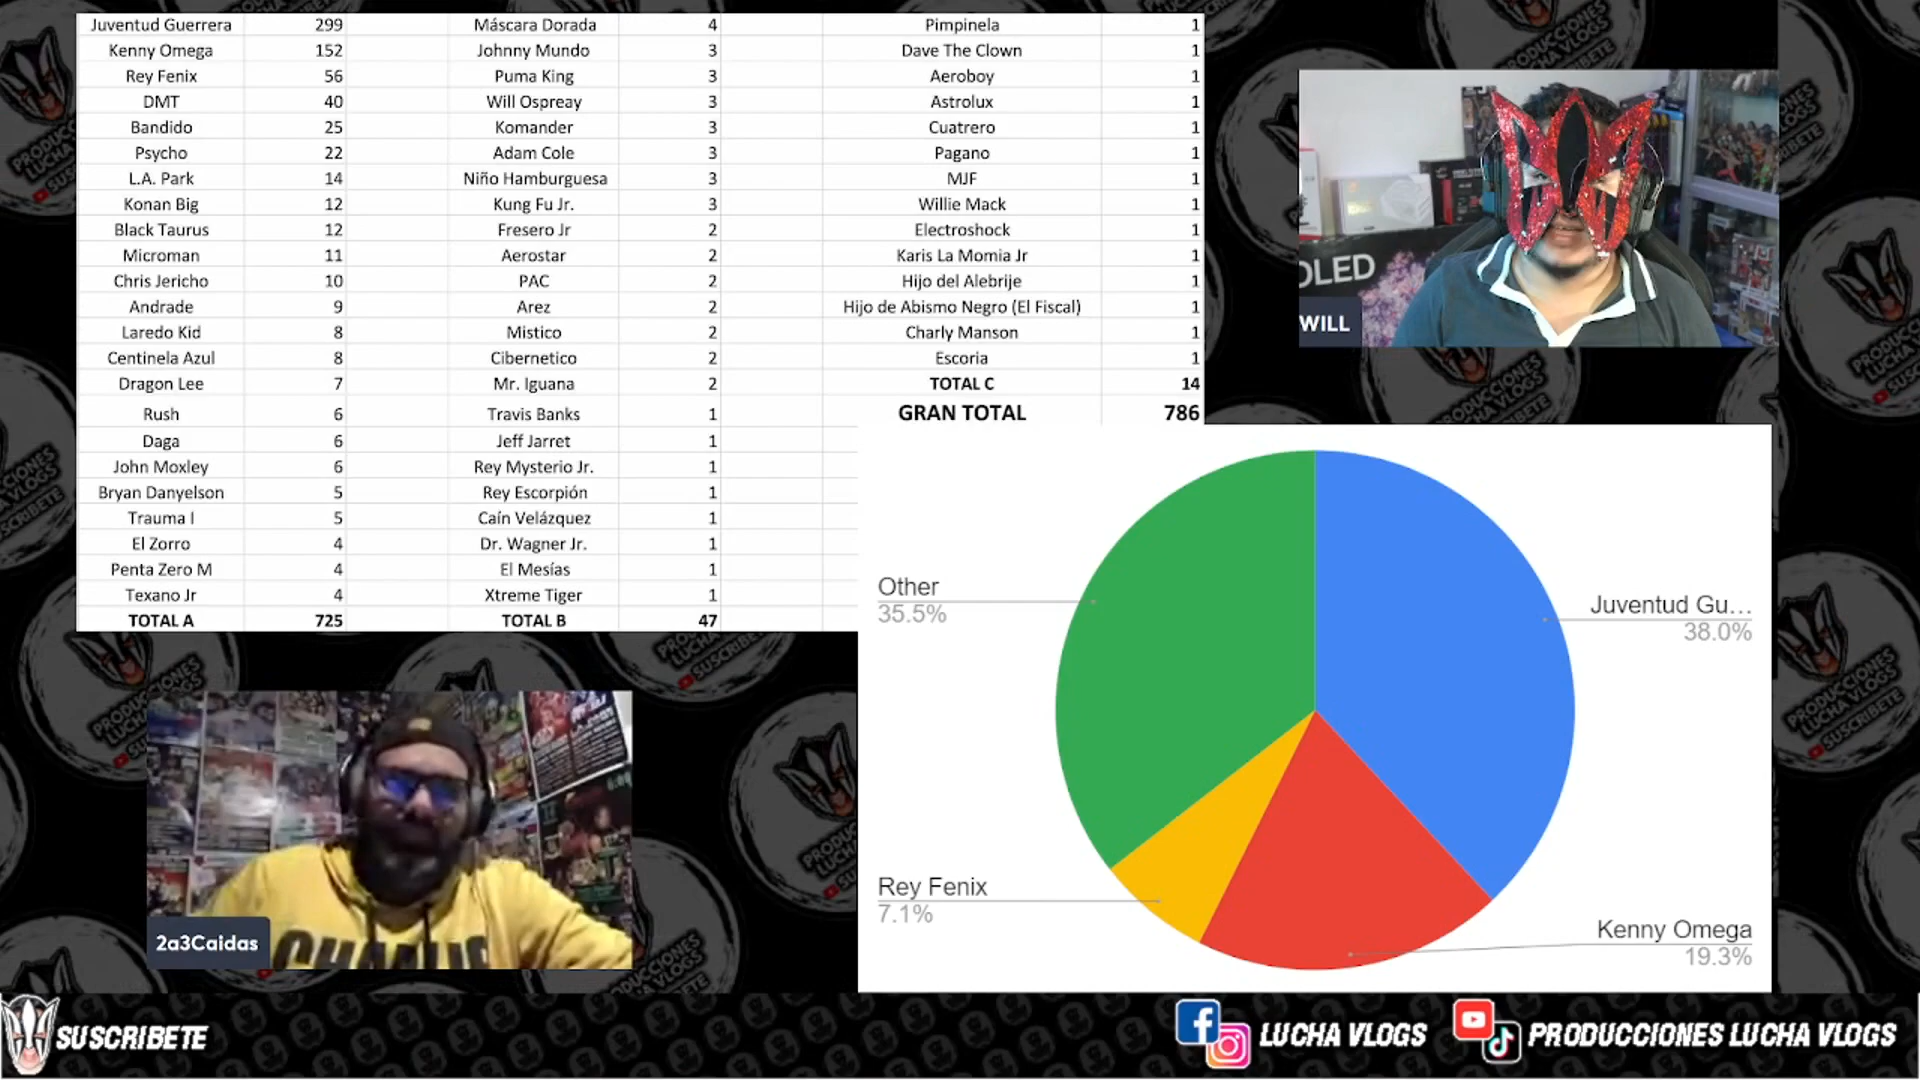 Juventud Guerrera 299 Máscara Dorada 4 Pimpinela 1
Kenny Omega 152 Johnny Mundo 3 Dave The Clown 1
Rey Fenix 56 Puma King 3 Aeroboy 1
DMT 40 Will Ospreay 3 Astrolux 1
Bandido 25 Komander 3 Cuatrero 1
Psycho 22 Adam Cole 3 Pagano 1
L.A. Park 14 Niño Hamburguesa 3 MJF 1
Konan Big 12 Kung Fu Jr. 3 Willie Mack 1
Black Taurus 12 Fresero Jr 2 Electroshock 1
Microman 11 Aerostar 2 Karis La Momia Jr 1
Chris Jericho 10 PAC 2 Hijo del Alebrije 1
Andrade 9 Arez 2 Hijo de Abismo Negro (El Fiscal) 1
Laredo Kid 8 Mistico 2 Charly Manson 1
Centinela Azul 8 Cibernetico 2 Escoria 1
Dragon Lee 7 Mr. Iguana 2 TOTAL C 14
Rush 6 Travis Banks 1 GRAN TOTAL 786
Daga 6 Jeff Jarret 1
John Moxley 6 Rey Mysterio Jr. 1
Bryan Danyelson 5 Rey Escorpión 1
Trauma I 5 Caín Velázquez 1
El Zorro 4 Dr. Wagner Jr. 1
Penta Zero M 4 El Mesías 1
Texano Jr 4 Xtreme Tiger 1
TOTAL A 725 TOTAL B 47
OLED
WILL
Other
35.5%
Juventud Gu...
38.0%
Rey Fenix
7.1%
Kenny Omega
19.3%
2a3Caidas
SUSCRIBETE
LUCHA VLOGS
PRODUCCIONES LUCHA VLOGS